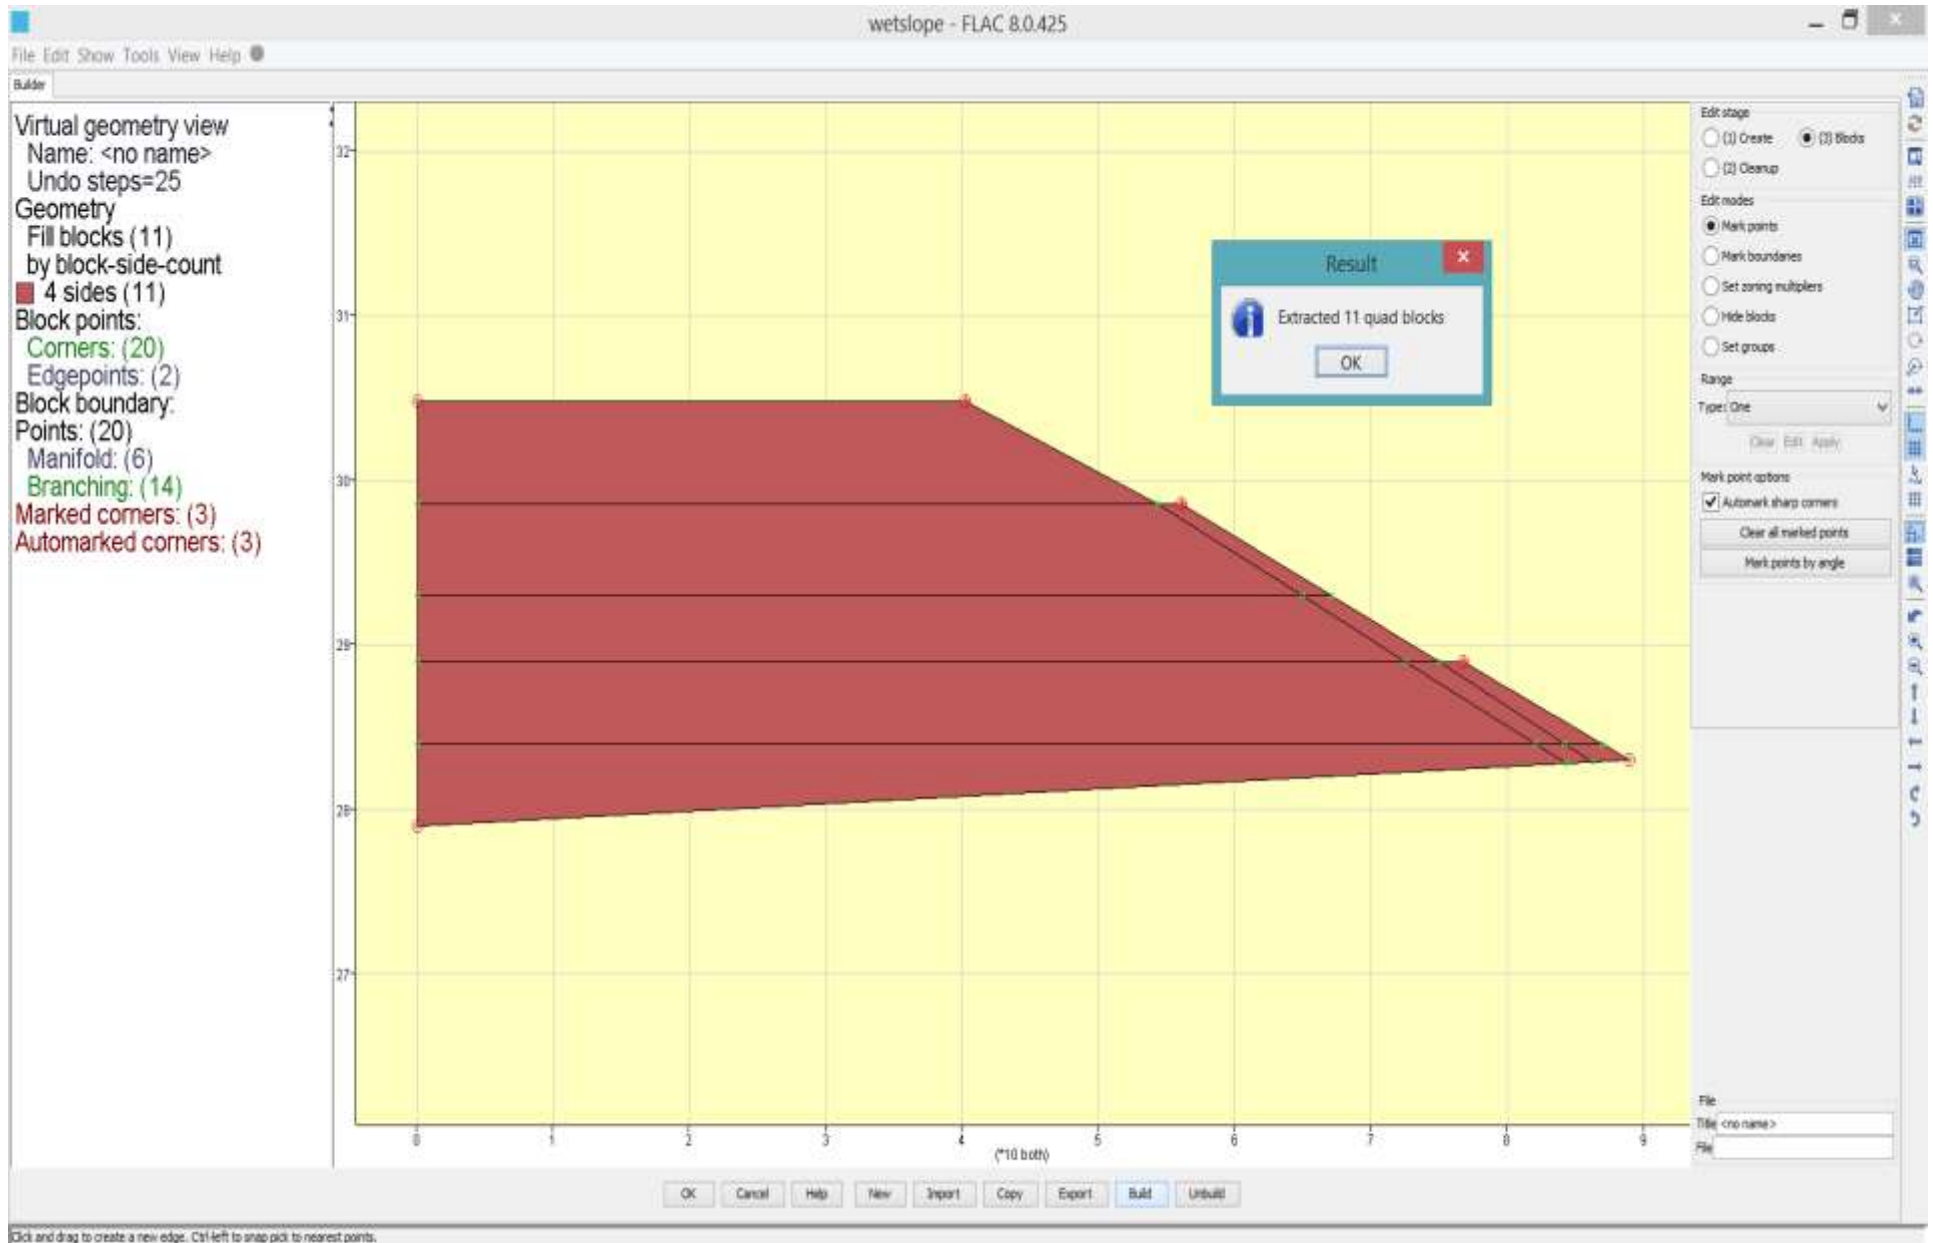 wetslope - FLAC 8.0.425
File Edit Show Tools View Help
Builder
Virtual geometry view
Name: <no name>
Undo steps=25
Geometry
Fill blocks (11)
by block-side-count
4 sides (11)
Block points:
Corners: (20)
Edgepoints: (2)
Block boundary:
Points: (20)
Manifold: (6)
Branching: (14)
Marked corners: (3)
Automarked corners: (3)
32
31
30
29
28
27
0 1 2 3 4 5 6 7 8 9
(*10 both)
Result
Extracted 11 quad blocks
OK
Edit stage
(1) Create (3) Blocks
(2) Cleanup
Edit modes
Mark points
Mark boundaries
Set zoning multipliers
Hide blocks
Set groups
Range
Type: One
Clear Edit Apply
Mark point options
Automark sharp corners
Clear all marked points
Mark points by angle
File
Title <no name>
File
OK Cancel Help New Import Copy Export Build Unbuild
Click and drag to create a new edge. Ctrl-left to snap pick to nearest points.